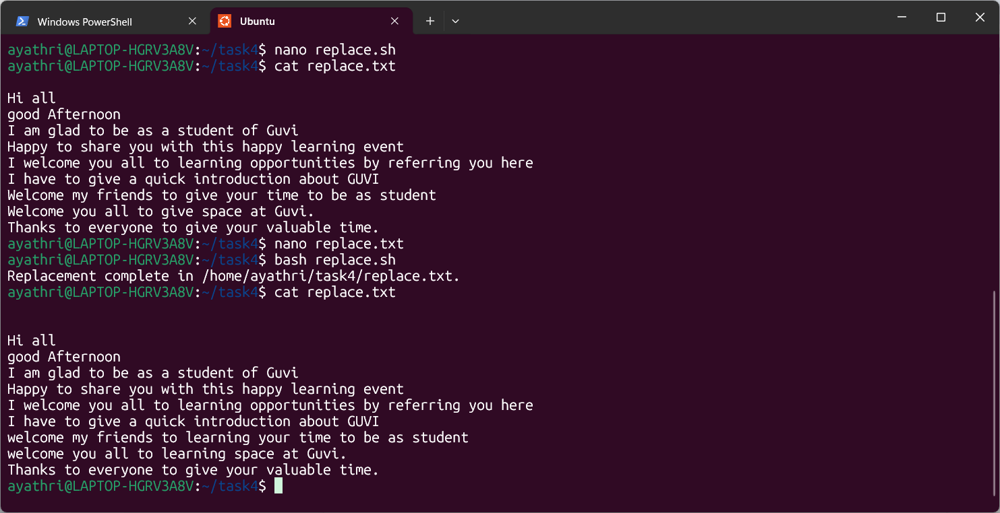 Windows PowerShell
Ubuntu
ayathri@LAPTOP-HGRV3A8V:~/task4$ nano replace.sh
ayathri@LAPTOP-HGRV3A8V:~/task4$ cat replace.txt
Hi all
good Afternoon
I am glad to be as a student of Guvi
Happy to share you with this happy learning event
I welcome you all to learning opportunities by referring you here
I have to give a quick introduction about GUVI
Welcome my friends to give your time to be as student
Welcome you all to give space at Guvi.
Thanks to everyone to give your valuable time.
ayathri@LAPTOP-HGRV3A8V:~/task4$ nano replace.txt
ayathri@LAPTOP-HGRV3A8V:~/task4$ bash replace.sh
Replacement complete in /home/ayathri/task4/replace.txt.
ayathri@LAPTOP-HGRV3A8V:~/task4$ cat replace.txt
Hi all
good Afternoon
I am glad to be as a student of Guvi
Happy to share you with this happy learning event
I welcome you all to learning opportunities by referring you here
I have to give a quick introduction about GUVI
welcome my friends to learning your time to be as student
welcome you all to learning space at Guvi.
Thanks to everyone to give your valuable time.
ayathri@LAPTOP-HGRV3A8V:~/task4$